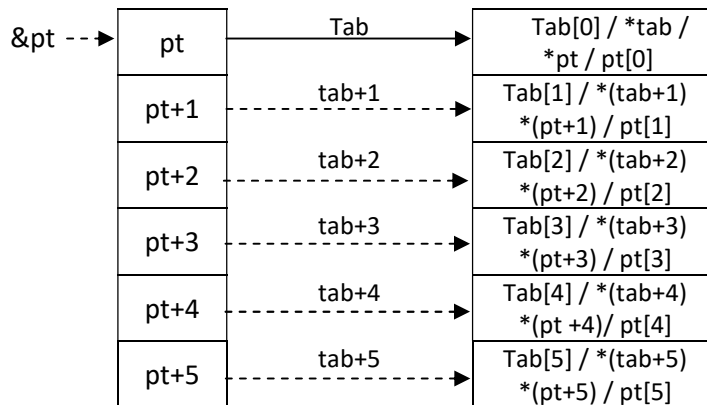 &pt
pt
Tab
Tab[0] / *tab /
*pt / pt[0]
pt+1
tab+1
Tab[1] / *(tab+1)
*(pt+1) / pt[1]
pt+2
tab+2
Tab[2] / *(tab+2)
*(pt+2) / pt[2]
pt+3
tab+3
Tab[3] / *(tab+3)
*(pt+3) / pt[3]
pt+4
tab+4
Tab[4] / *(tab+4)
*(pt +4)/ pt[4]
pt+5
tab+5
Tab[5] / *(tab+5)
*(pt+5) / pt[5]